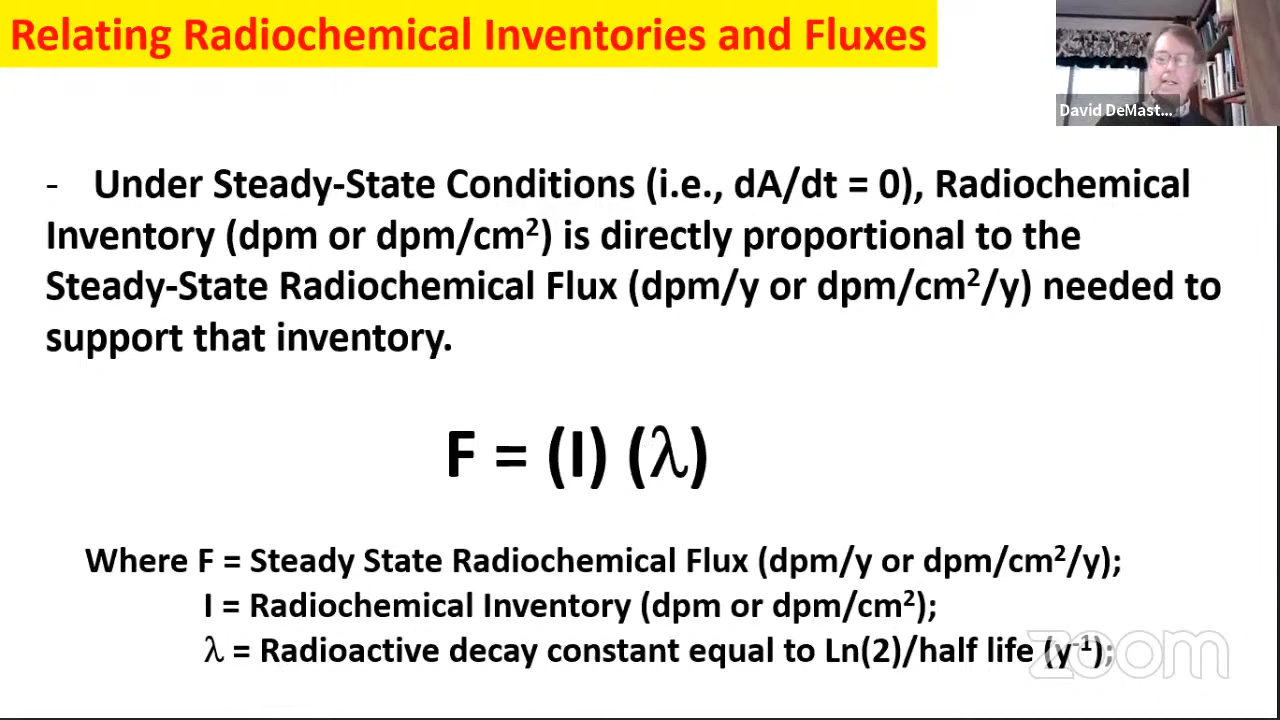 Relating Radiochemical Inventories and Fluxes
David DeMast...
- Under Steady-State Conditions (i.e., dA/dt = 0), Radiochemical
Inventory (dpm or dpm/cm²) is directly proportional to the
Steady-State Radiochemical Flux (dpm/y or dpm/cm²/y) needed to
support that inventory.
F = (I) (λ)
Where F = Steady State Radiochemical Flux (dpm/y or dpm/cm²/y);
I = Radiochemical Inventory (dpm or dpm/cm²);
λ = Radioactive decay constant equal to Ln(2)/half life (y⁻¹);
zoom